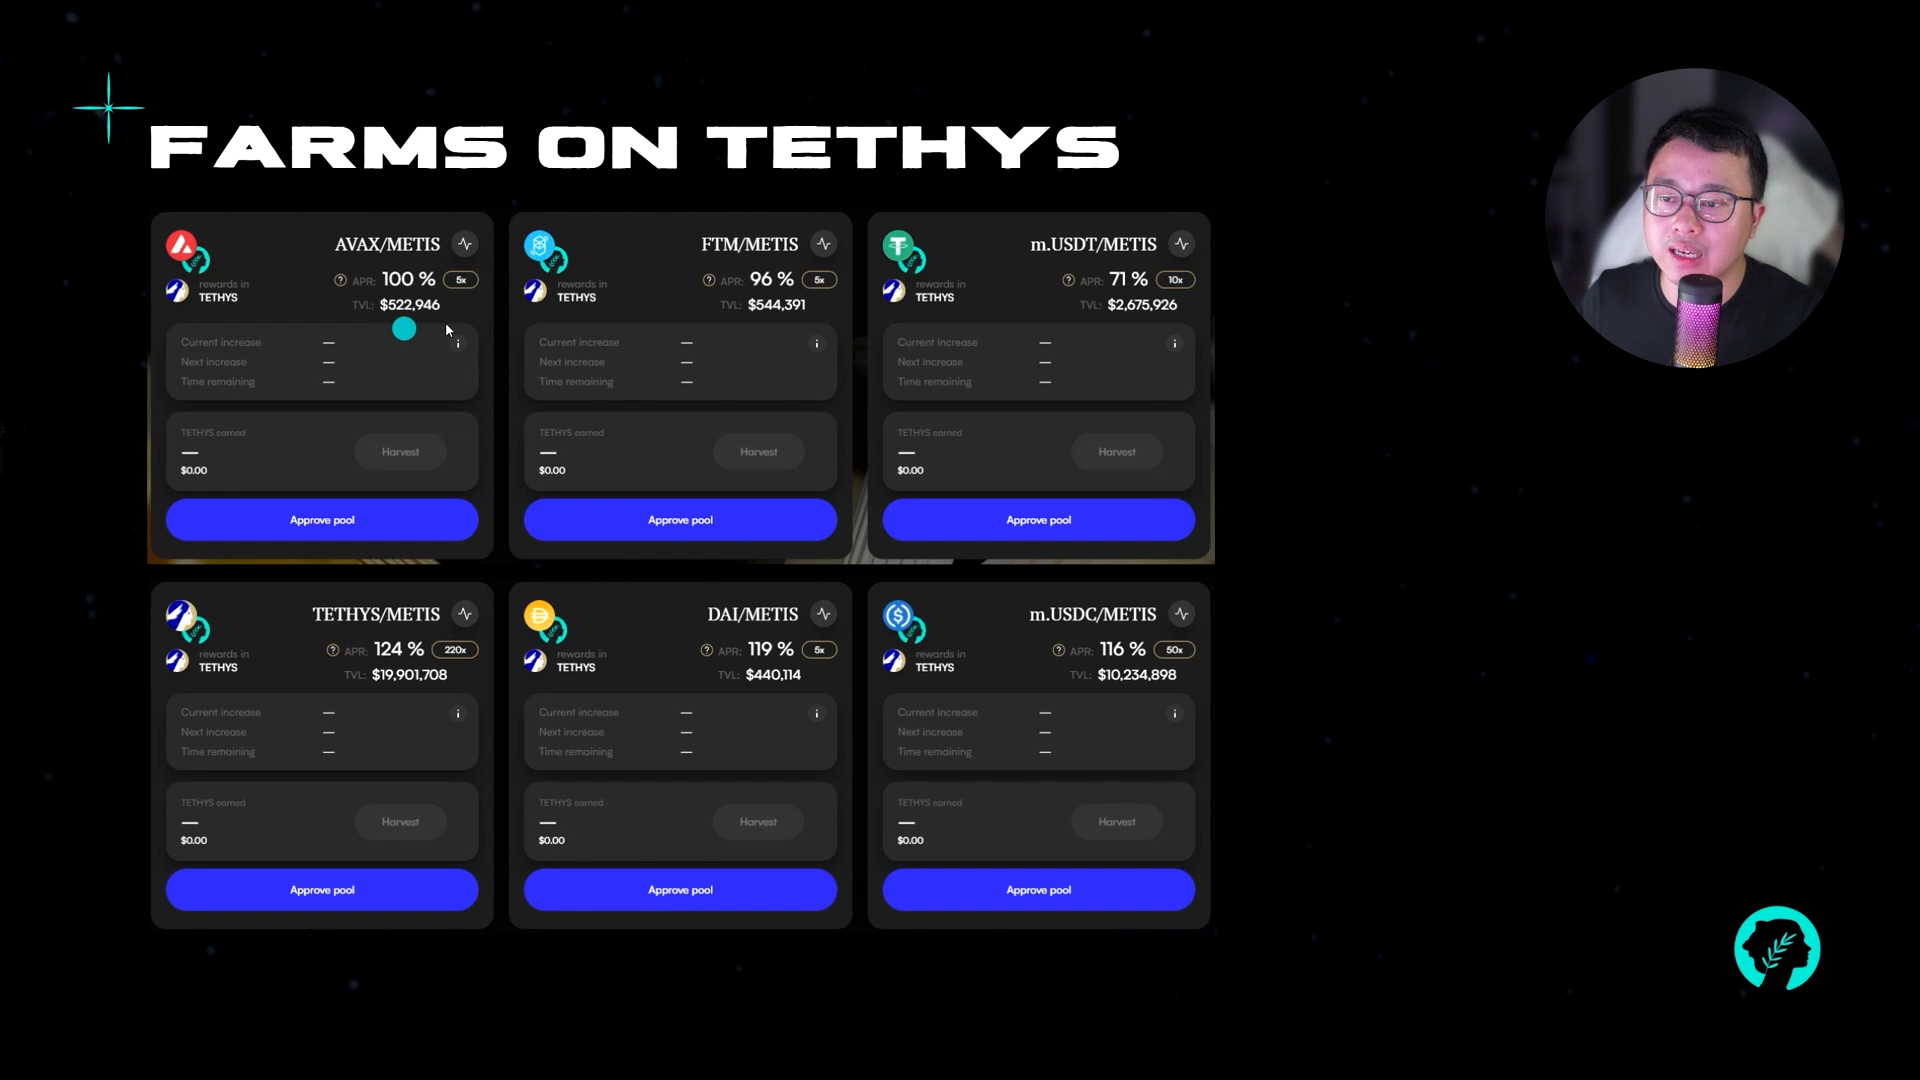 FARMS ON TETHYS
AVAX/METIS
APR: 100 % 5x
rewards in
TETHYS
TVL: $522,946
Current increase —
Next increase —
Time remaining —
TETHYS earned
—
$0.00
Harvest
Approve pool
FTM/METIS
APR: 96 % 5x
rewards in
TETHYS
TVL: $544,391
Current increase —
Next increase —
Time remaining —
TETHYS earned
—
$0.00
Harvest
Approve pool
m.USDT/METIS
APR: 71 % 10x
rewards in
TETHYS
TVL: $2,675,926
Current increase —
Next increase —
Time remaining —
TETHYS earned
—
$0.00
Harvest
Approve pool
TETHYS/METIS
APR: 124 % 220x
rewards in
TETHYS
TVL: $19,901,708
Current increase —
Next increase —
Time remaining —
TETHYS earned
—
$0.00
Harvest
Approve pool
DAI/METIS
APR: 119 % 5x
rewards in
TETHYS
TVL: $440,114
Current increase —
Next increase —
Time remaining —
TETHYS earned
—
$0.00
Harvest
Approve pool
m.USDC/METIS
APR: 116 % 50x
rewards in
TETHYS
TVL: $10,234,898
Current increase —
Next increase —
Time remaining —
TETHYS earned
—
$0.00
Harvest
Approve pool